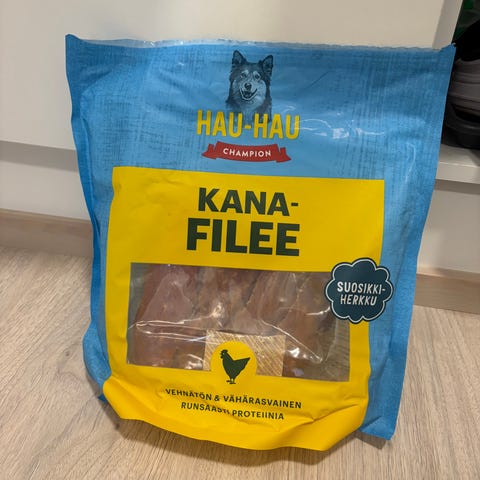 HAU-HAU
CHAMPION
KANA-
FILEE
SUOSIKKI-
HERKKU
VEHNÄTÖN & VÄHÄRASVAINEN
RUNSAASTI PROTEIINIA